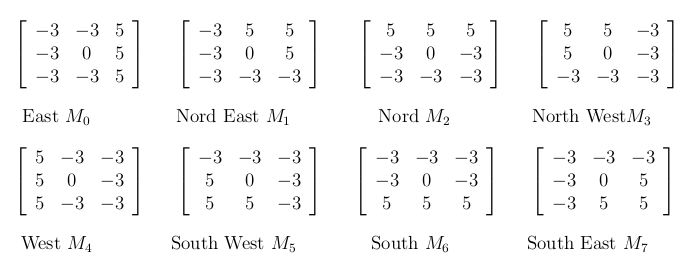 −3 −3 5 −3 5 5 5 5 5 5 5 −3
−3 0 5 −3 0 5 −3 0 −3 5 0 −3
−3 −3 5 −3 −3 −3 −3 −3 −3 −3 −3 −3
East M₀ Nord East M₁ Nord M₂ North WestM₃
5 −3 −3 −3 −3 −3 −3 −3 −3 −3 −3 −3
5 0 −3 5 0 −3 −3 0 −3 −3 0 5
5 −3 −3 5 5 −3 5 5 5 −3 5 5
West M₄ South West M₅ South M₆ South East M₇